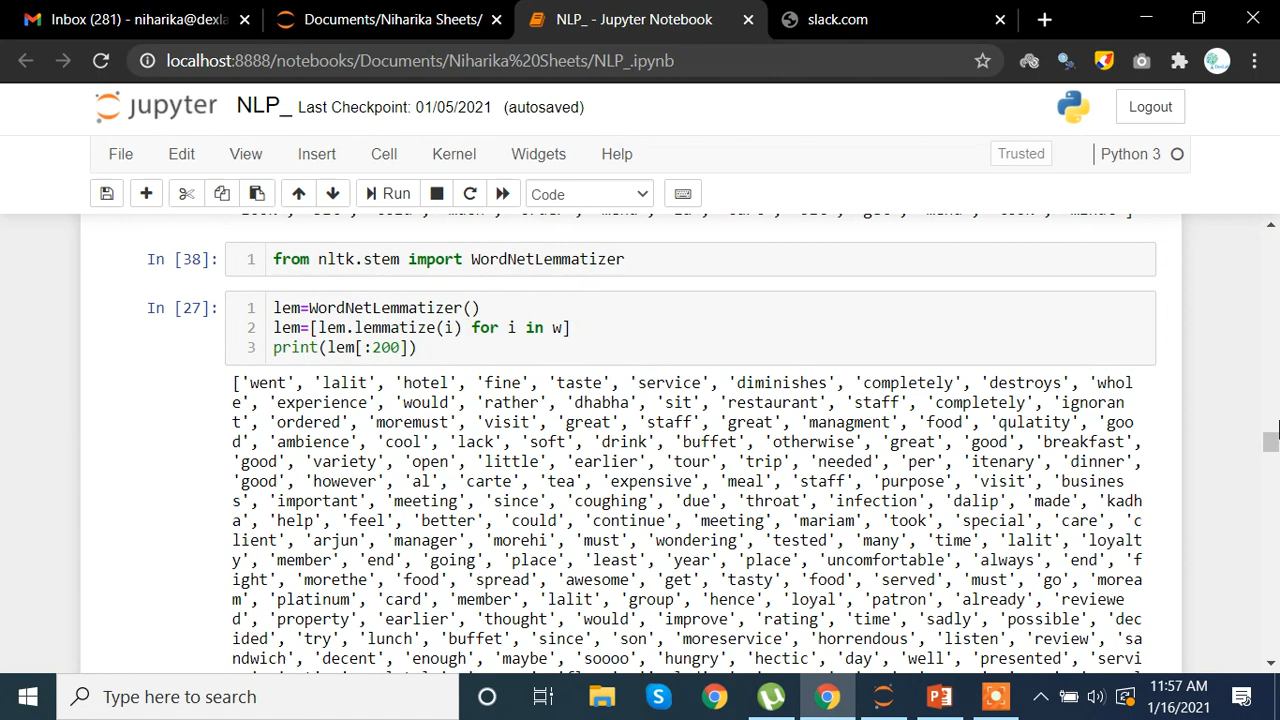 Inbox (281) - niharika@dexla
Documents/Niharika Sheets/
NLP_ - Jupyter Notebook
slack.com
localhost:8888/notebooks/Documents/Niharika%20Sheets/NLP_.ipynb
jupyter NLP_ Last Checkpoint: 01/05/2021 (autosaved)
Logout
File Edit View Insert Cell Kernel Widgets Help
Trusted
Python 3
Run
Code
In [38]: 1 from nltk.stem import WordNetLemmatizer
In [27]: 1 lem=WordNetLemmatizer()
2 lem=[lem.lemmatize(i) for i in w]
3 print(lem[:200])
['went', 'lalit', 'hotel', 'fine', 'taste', 'service', 'diminishes', 'completely', 'destroys', 'whol
e', 'experience', 'would', 'rather', 'dhabha', 'sit', 'restaurant', 'staff', 'completely', 'ignoran
t', 'ordered', 'moremust', 'visit', 'great', 'staff', 'great', 'managment', 'food', 'qulatity', 'goo
d', 'ambience', 'cool', 'lack', 'soft', 'drink', 'buffet', 'otherwise', 'great', 'good', 'breakfast',
'good', 'variety', 'open', 'little', 'earlier', 'tour', 'trip', 'needed', 'per', 'itenary', 'dinner',
'good', 'however', 'al', 'carte', 'tea', 'expensive', 'meal', 'staff', 'purpose', 'visit', 'busines
s', 'important', 'meeting', 'since', 'coughing', 'due', 'throat', 'infection', 'dalip', 'made', 'kadh
a', 'help', 'feel', 'better', 'could', 'continue', 'meeting', 'mariam', 'took', 'special', 'care', 'c
lient', 'arjun', 'manager', 'morehi', 'must', 'wondering', 'tested', 'many', 'time', 'lalit', 'loyalt
y', 'member', 'end', 'going', 'place', 'least', 'year', 'place', 'uncomfortable', 'always', 'end', 'f
ight', 'morethe', 'food', 'spread', 'awesome', 'get', 'tasty', 'food', 'served', 'must', 'go', 'morea
m', 'platinum', 'card', 'member', 'lalit', 'group', 'hence', 'loyal', 'patron', 'already', 'reviewe
d', 'property', 'earlier', 'thought', 'would', 'improve', 'rating', 'time', 'sadly', 'possible', 'dec
ided', 'try', 'lunch', 'buffet', 'since', 'son', 'moreservice', 'horrendous', 'listen', 'review', 'sa
ndwich', 'decent', 'enough', 'maybe', 'soooo', 'hungry', 'hectic', 'day', 'well', 'presented', 'servi
Type here to search
11:57 AM
1/16/2021